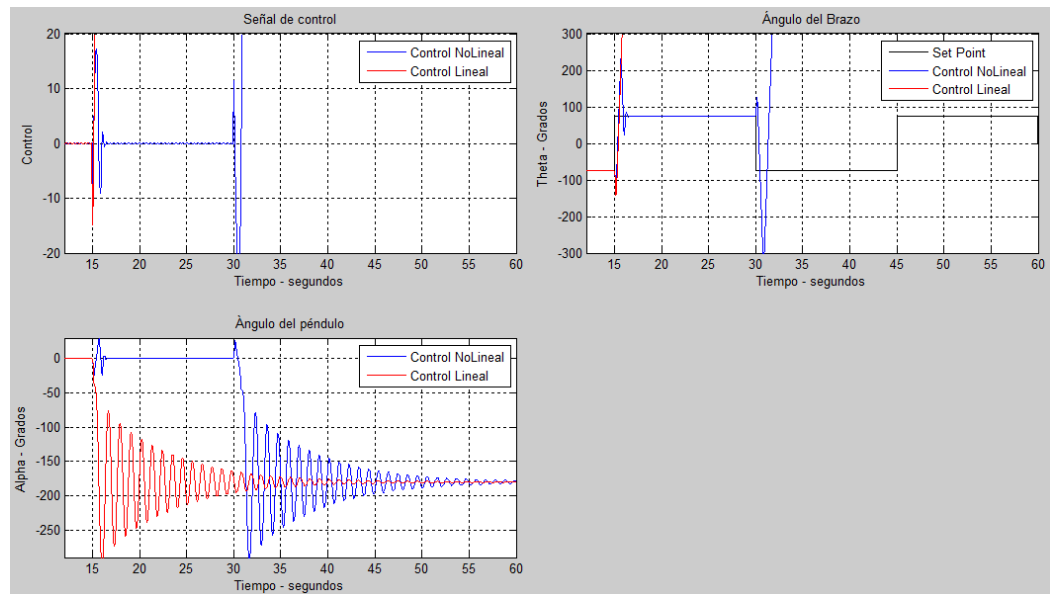 Señal de control
Control
20
10
0
-10
-20
Control NoLineal
Control Lineal
15 20 25 30 35 40 45 50 55 60
Tiempo - segundos
Ángulo del Brazo
Theta - Grados
300
200
100
0
-100
-200
-300
Set Point
Control NoLineal
Control Lineal
15 20 25 30 35 40 45 50 55 60
Tiempo - segundos
Àngulo del péndulo
Alpha - Grados
0
-50
-100
-150
-200
-250
Control NoLineal
Control Lineal
15 20 25 30 35 40 45 50 55 60
Tiempo - segundos